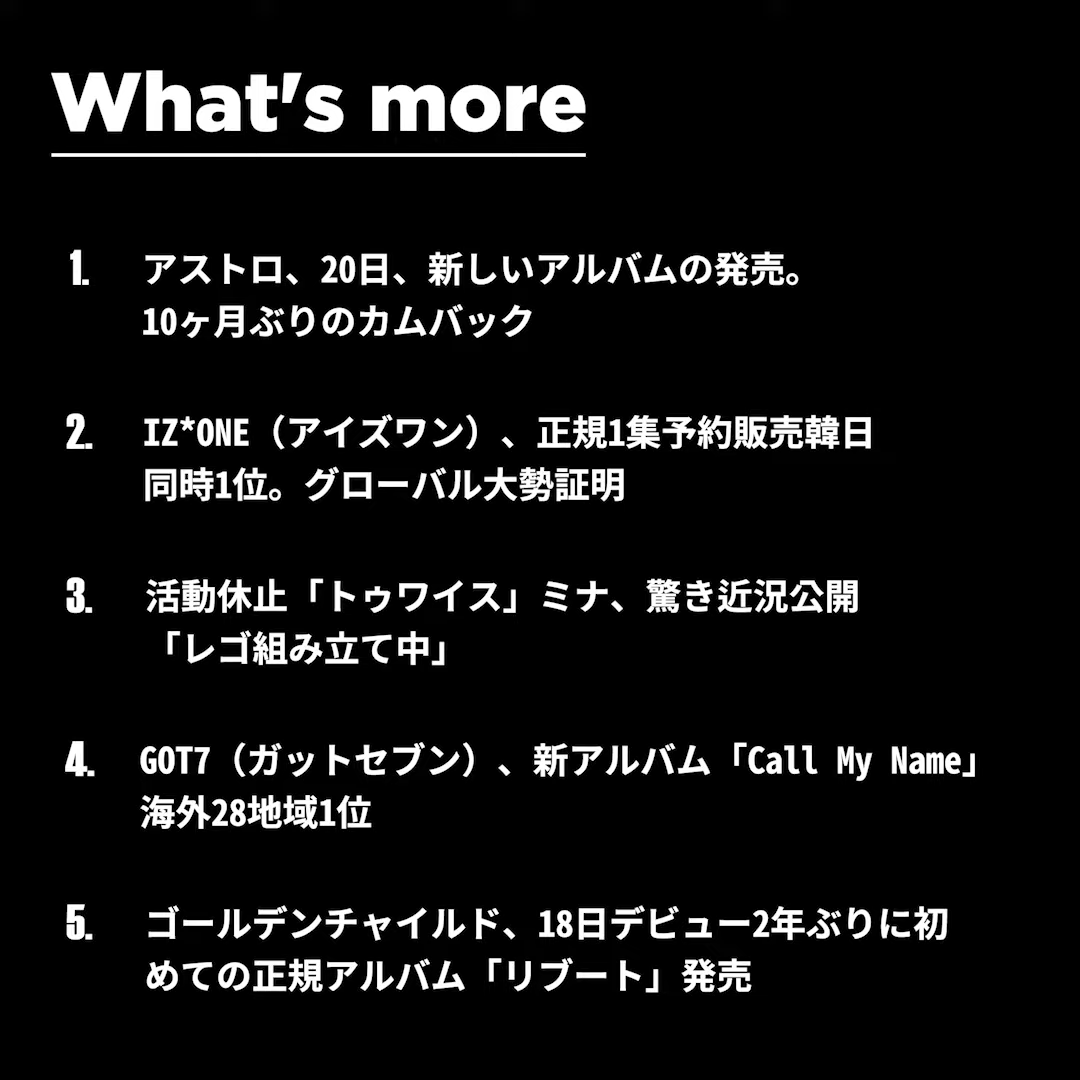 What's more
1. アストロ、20日、新しいアルバムの発売。
10ヶ月ぶりのカムバック
2. IZ*ONE（アイズワン）、正規1集予約販売韓日
同時1位。グローバル大勢証明
3. 活動休止「トゥワイス」ミナ、驚き近況公開
「レゴ組み立て中」
4. GOT7（ガットセブン）、新アルバム「Call My Name」
海外28地域1位
5. ゴールデンチャイルド、18日デビュー2年ぶりに初
めての正規アルバム「リブート」発売